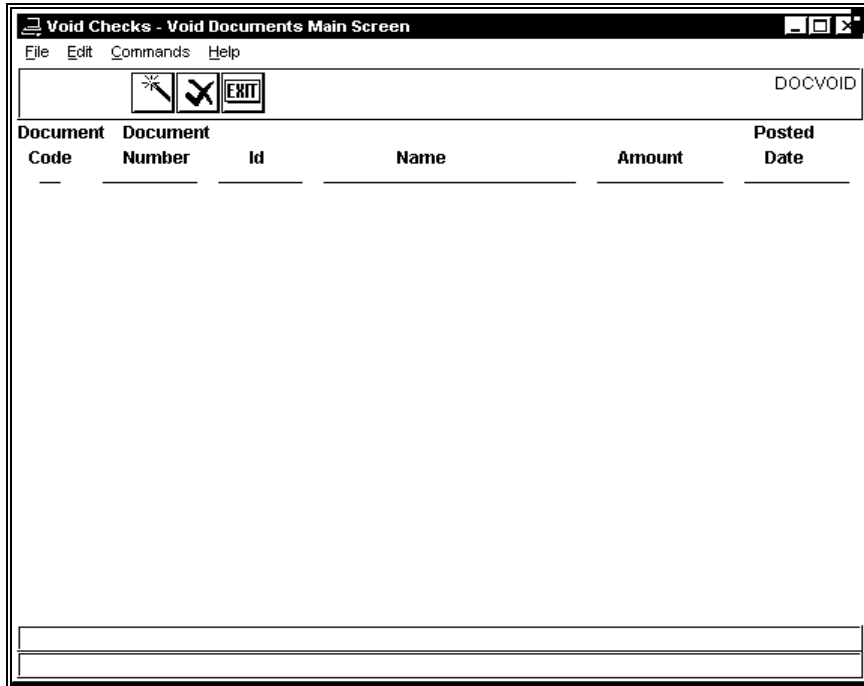 Void Checks - Void Documents Main Screen
File Edit Commands Help
EXIT
DOCVOID
Document Document Posted
Code Number Id Name Amount Date